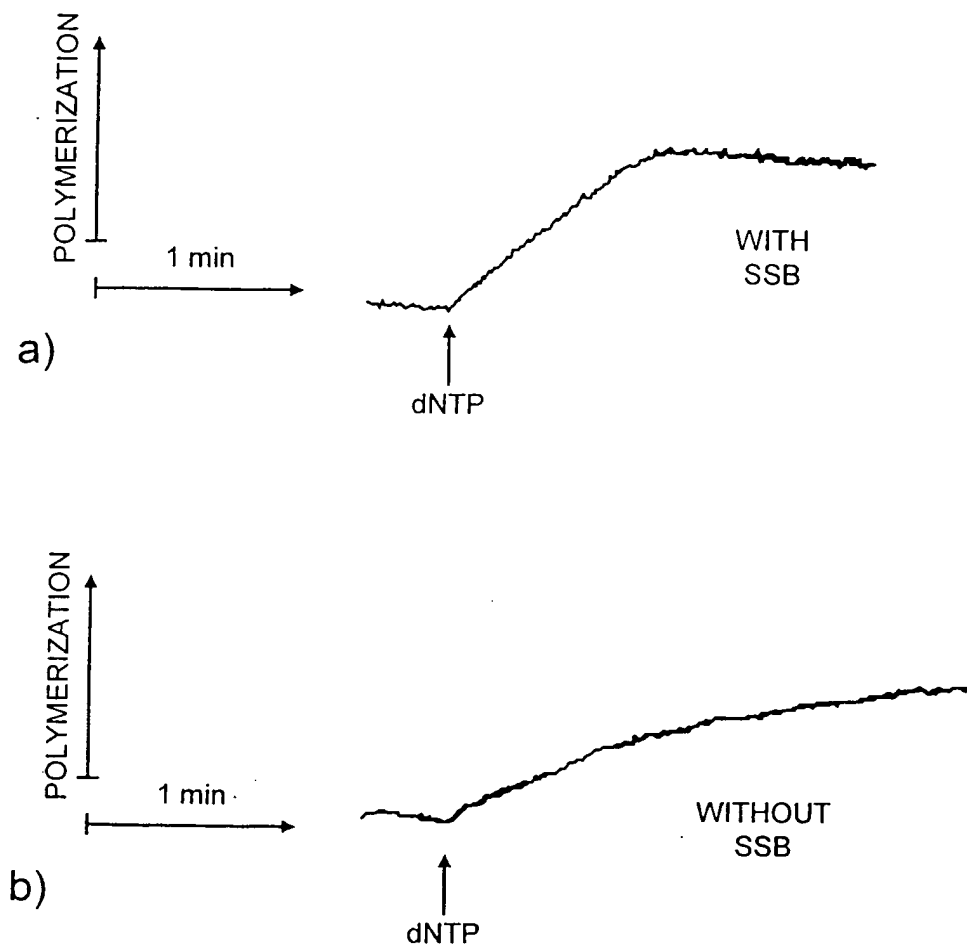 POLYMERIZATION
1 min
WITH
SSB
a)
dNTP
POLYMERIZATION
1 min
WITHOUT
SSB
b)
dNTP